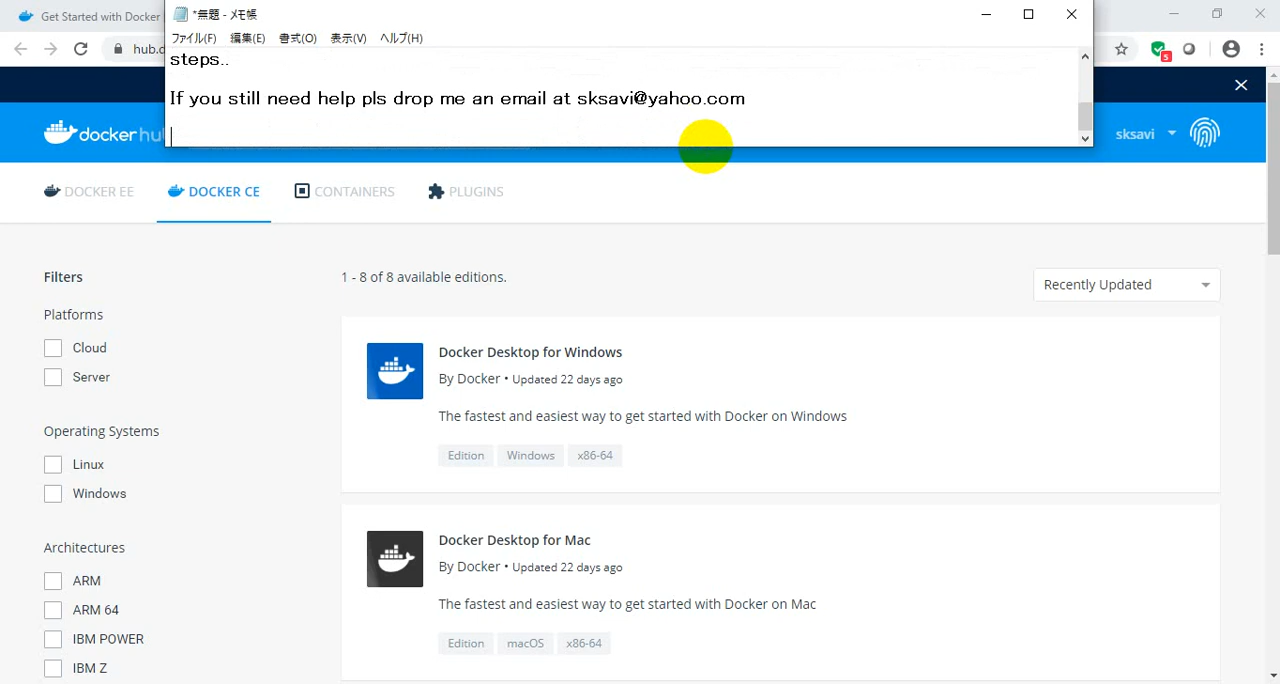 Get Started with Docker
*無題 - メモ帳
hub.d
ファイル(F) 編集(E) 書式(O) 表示(V) ヘルプ(H)
steps..
If you still need help pls drop me an email at sksavi@yahoo.com
5
docker hu
sksavi
DOCKER EE
DOCKER CE
CONTAINERS
PLUGINS
Filters
Platforms
Cloud
Server
Operating Systems
Linux
Windows
Architectures
ARM
ARM 64
IBM POWER
IBM Z
1 - 8 of 8 available editions.
Recently Updated
Docker Desktop for Windows
By Docker • Updated 22 days ago
The fastest and easiest way to get started with Docker on Windows
Edition Windows x86-64
Docker Desktop for Mac
By Docker • Updated 22 days ago
The fastest and easiest way to get started with Docker on Mac
Edition macOS x86-64